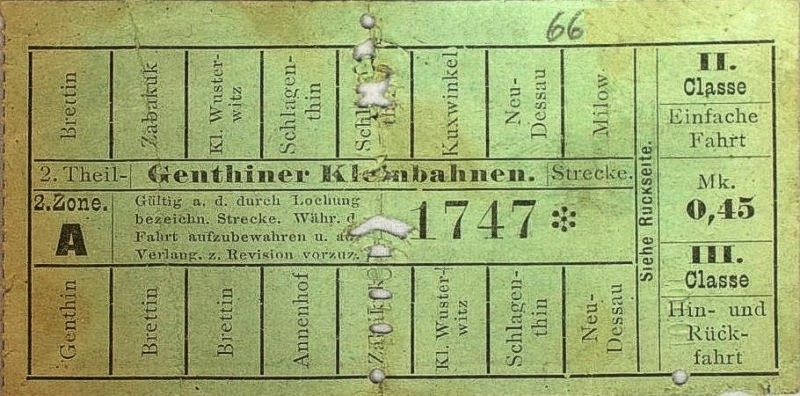 66
Brettin
Zabakuk
Kl. Wuster-
witz
Schlagen-
thin
Kuxwinkel
Neu-
Dessau
Milow
2. Theil-
Genthiner Kleinbahnen.
Strecke.
2. Zone.
A
Gültig a. d. durch Lochung
bezeichn. Strecke. Währ. d.
Fahrt aufzubewahren u. auf
Verlang. z. Revision vorzuz.
1747 *
Genthin
Brettin
Brettin
Annenhof
Zabakuk
Kl. Wuster-
witz
Schlagen-
thin
Neu-
Dessau
Siehe Rückseite.
II.
Classe
Einfache
Fahrt
Mk.
0,45
III.
Classe
Hin- und
Rück-
fahrt